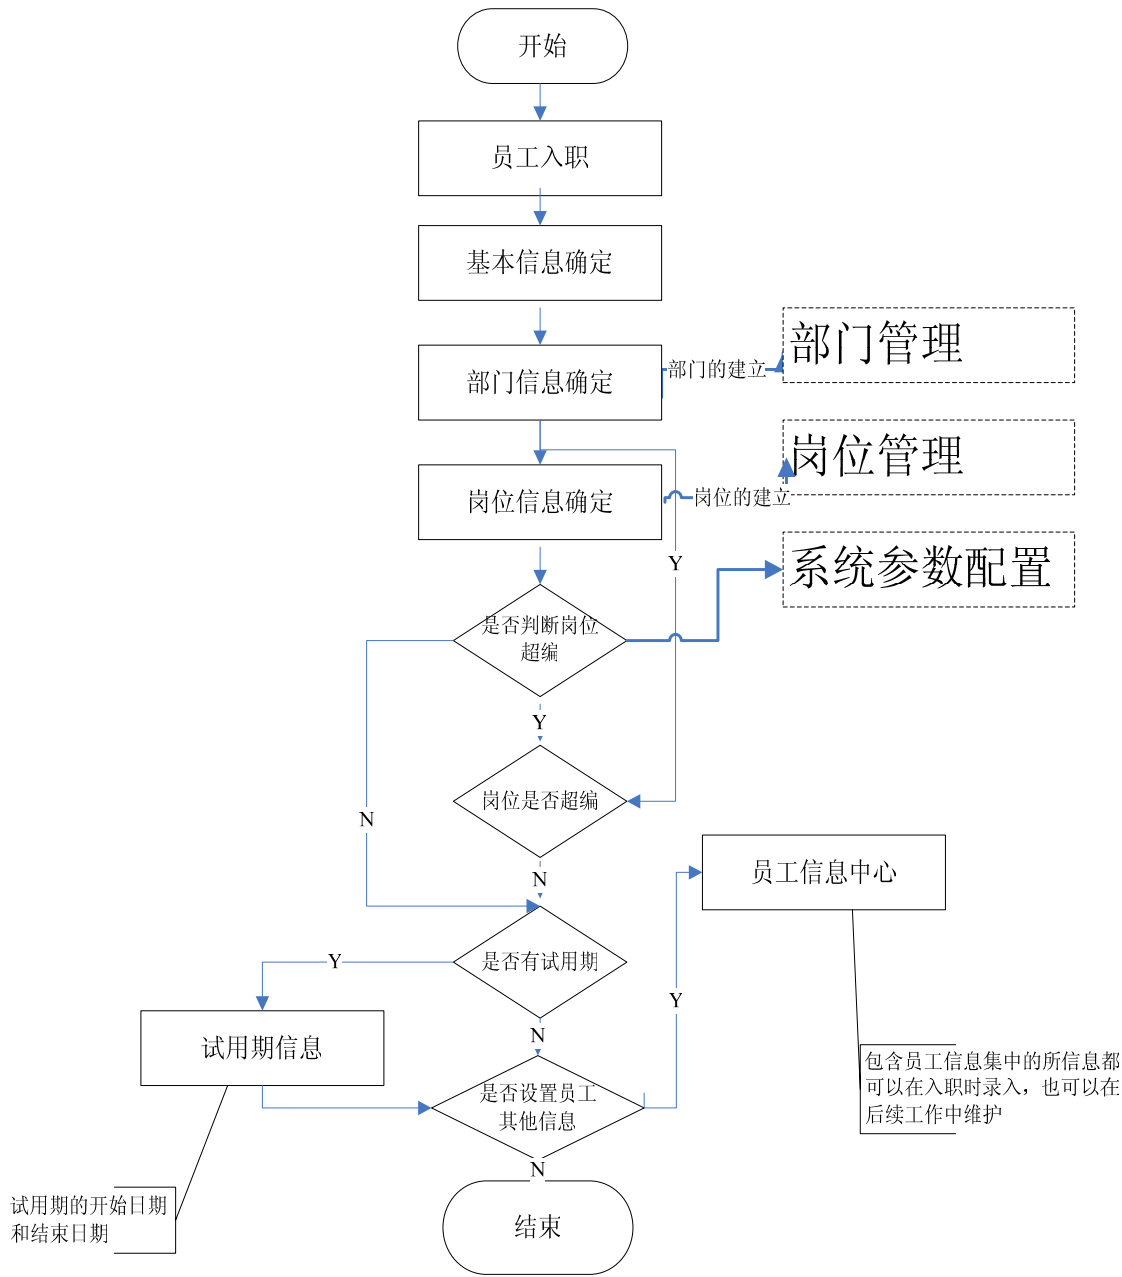 开始
员工入职
基本信息确定
部门信息确定
部门的建立
部门管理
岗位管理
岗位信息确定
岗位的建立
Y
系统参数配置
是否判断岗位
超编
Y
岗位是否超编
N
N
员工信息中心
是否有试用期
Y
Y
试用期信息
N
包含员工信息集中的所信息都
可以在入职时录入，也可以在
后续工作中维护
是否设置员工
其他信息
N
试用期的开始日期
和结束日期
结束